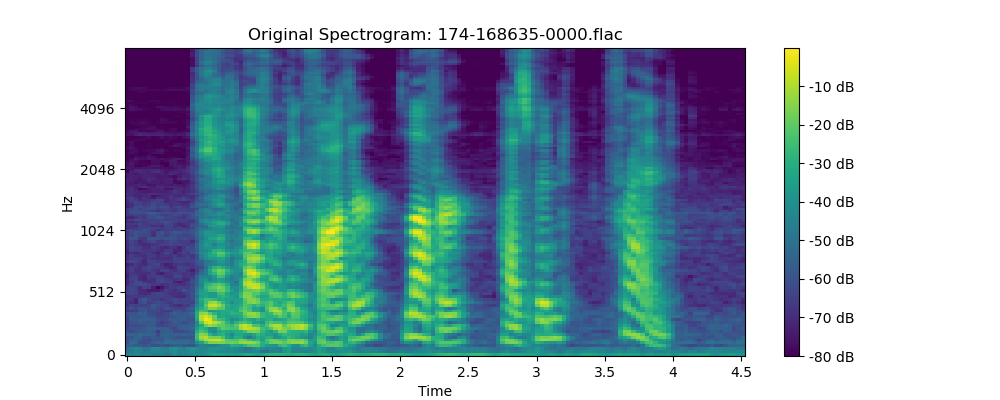 Original Spectrogram: 174-168635-0000.flac
Hz
4096
2048
1024
512
0
0 0.5 1 1.5 2 2.5 3 3.5 4 4.5
Time
-10 dB
-20 dB
-30 dB
-40 dB
-50 dB
-60 dB
-70 dB
-80 dB